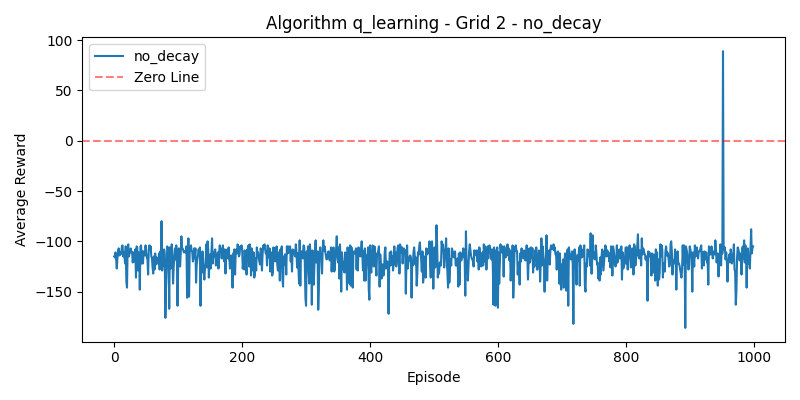 Algorithm q_learning - Grid 2 - no_decay
100
50
0
−50
−100
−150
Average Reward
no_decay
Zero Line
0
200
400
600
800
1000
Episode